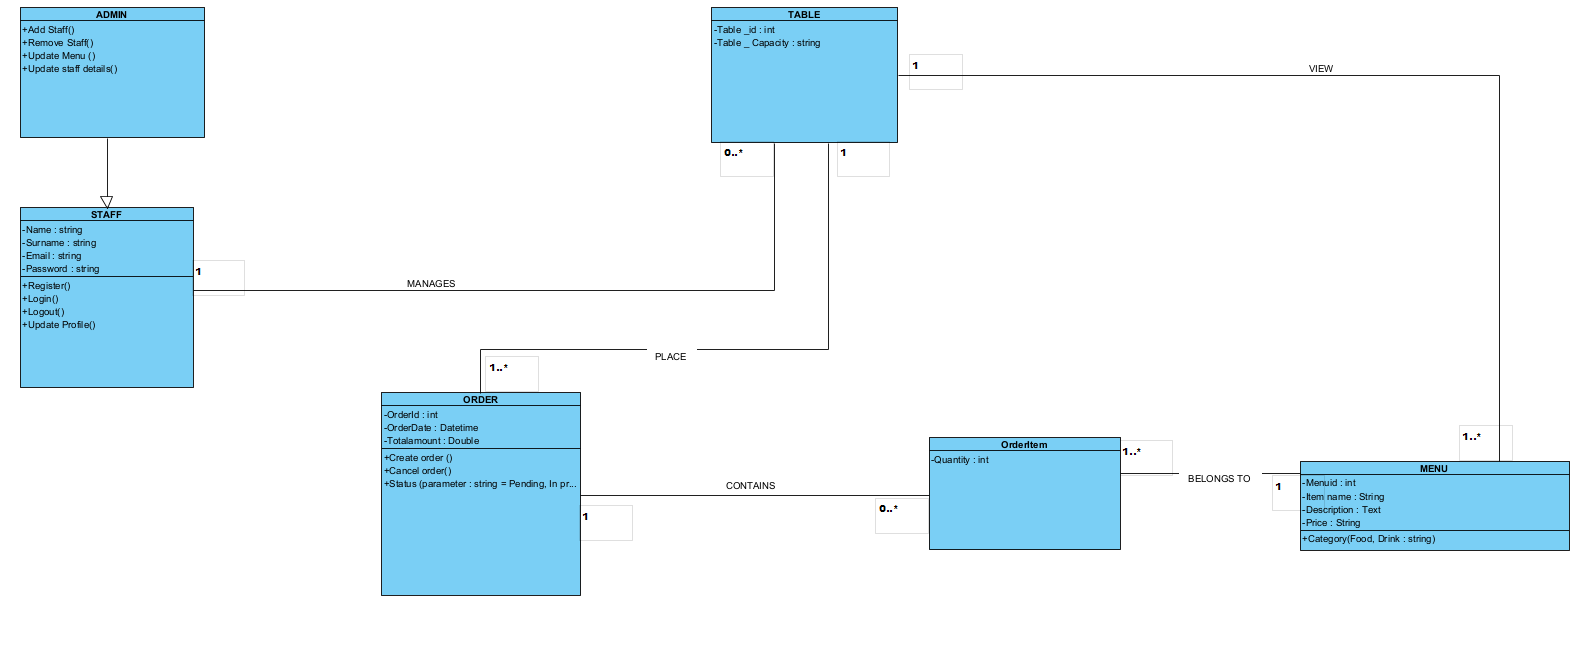 ADMIN
+Add Staff()
+Remove Staff()
+Update Menu ()
+Update staff details()
TABLE
-Table _id : int
-Table _ Capacity : string
1
VIEW
0..*
1
STAFF
-Name : string
-Surname : string
-Email : string
-Password : string
+Register()
+Login()
+Logout()
+Update Profile()
1
MANAGES
PLACE
1..*
ORDER
-OrderId : int
-OrderDate : Datetime
-Totalamount : Double
+Create order ()
+Cancel order()
+Status (parameter : string = Pending, In pr...
1
CONTAINS
0..*
OrderItem
-Quantity : int
1..*
BELONGS TO
1
1..*
MENU
-Menuid : int
-Item name : String
-Description : Text
-Price : String
+Category(Food, Drink : string)